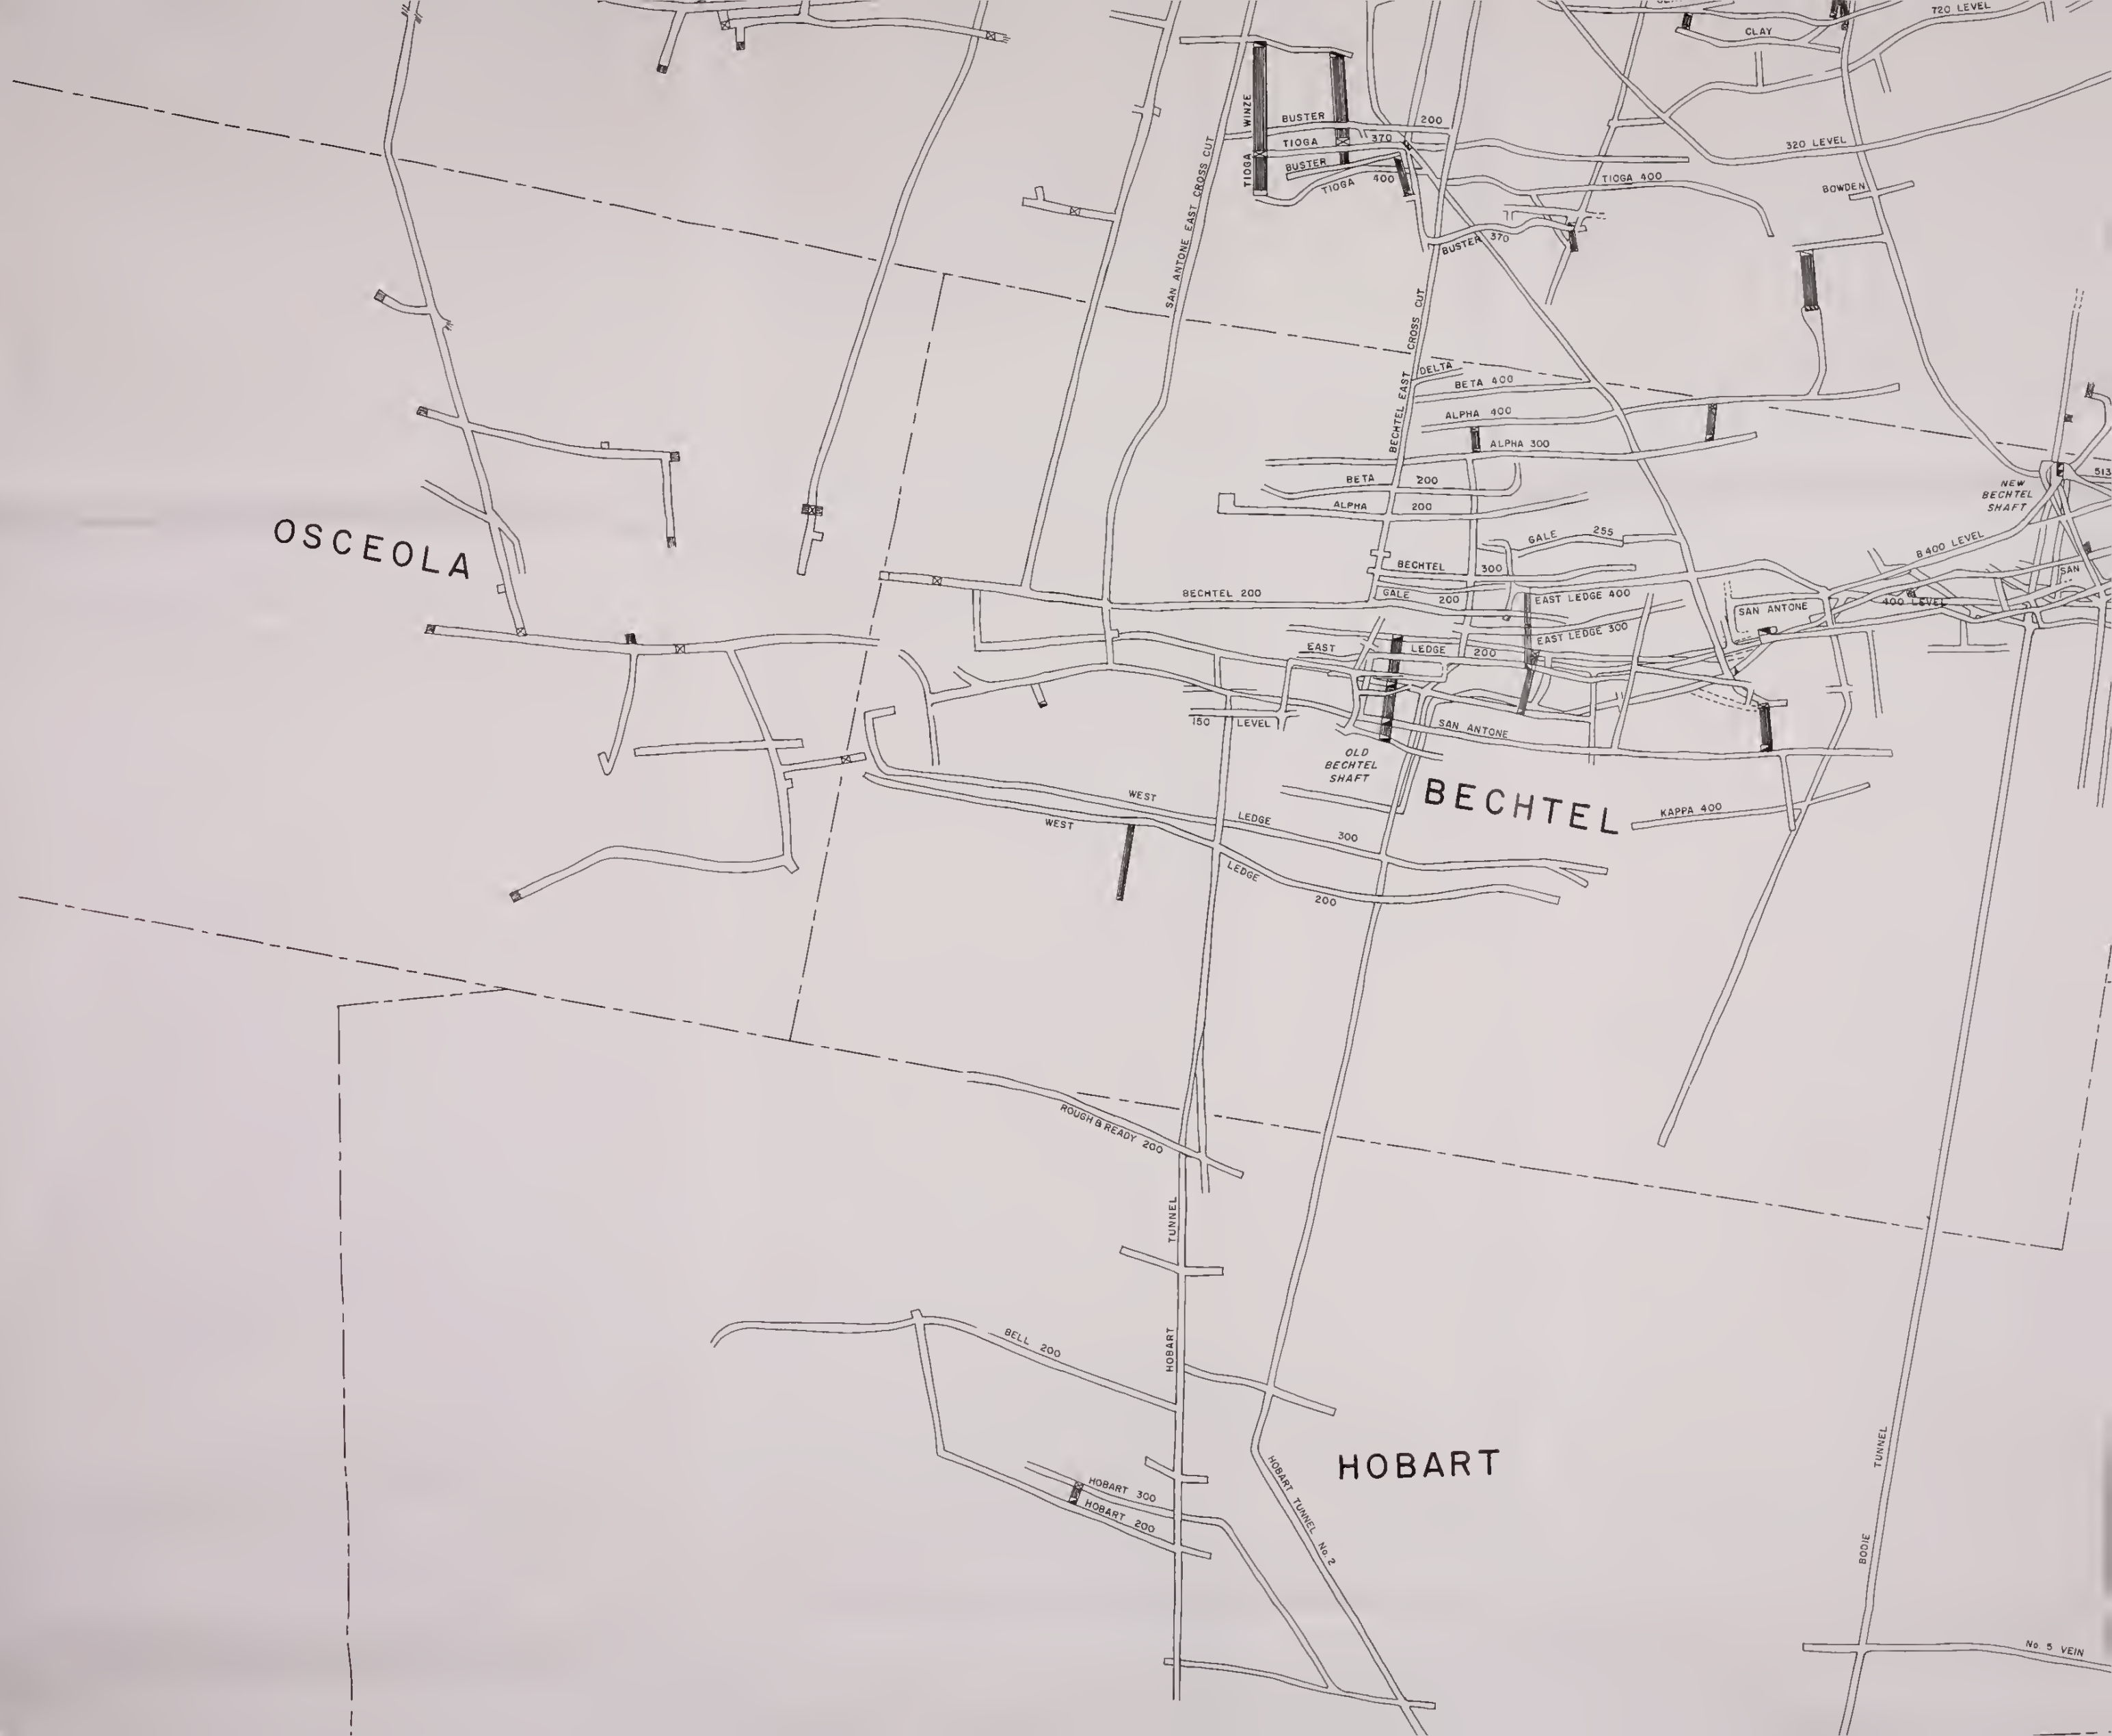 720 LEVEL
CLAY
WINZE
TIOGA
BUSTER 200
TIOGA 370
BUSTER
TIOGA 400
320 LEVEL
TIOGA 400
BOWDEN
SAN ANTONE EAST CROSS CUT
BUSTER 370
BECHTEL EAST CROSS CUT
DELTA
BETA 400
ALPHA 400
ALPHA 300
BETA 200
ALPHA 200
513
NEW
BECHTEL
SHAFT
OSCEOLA
GALE 255
B 400 LEVEL
BECHTEL 300
SAN
BECHTEL 200
GALE 200
EAST LEDGE 400
400 LEVEL
SAN ANTONE
EAST LEDGE 300
EAST LEDGE 200
150 LEVEL
SAN ANTONE
OLD
BECHTEL
SHAFT
BECHTEL
WEST LEDGE 300
KAPPA 400
WEST LEDGE 200
ROUGH & READY 200
HOBART TUNNEL
BELL 200
HOBART
HOBART TUNNEL No. 2
HOBART 300
HOBART 200
BODIE TUNNEL
No. 5 VEIN